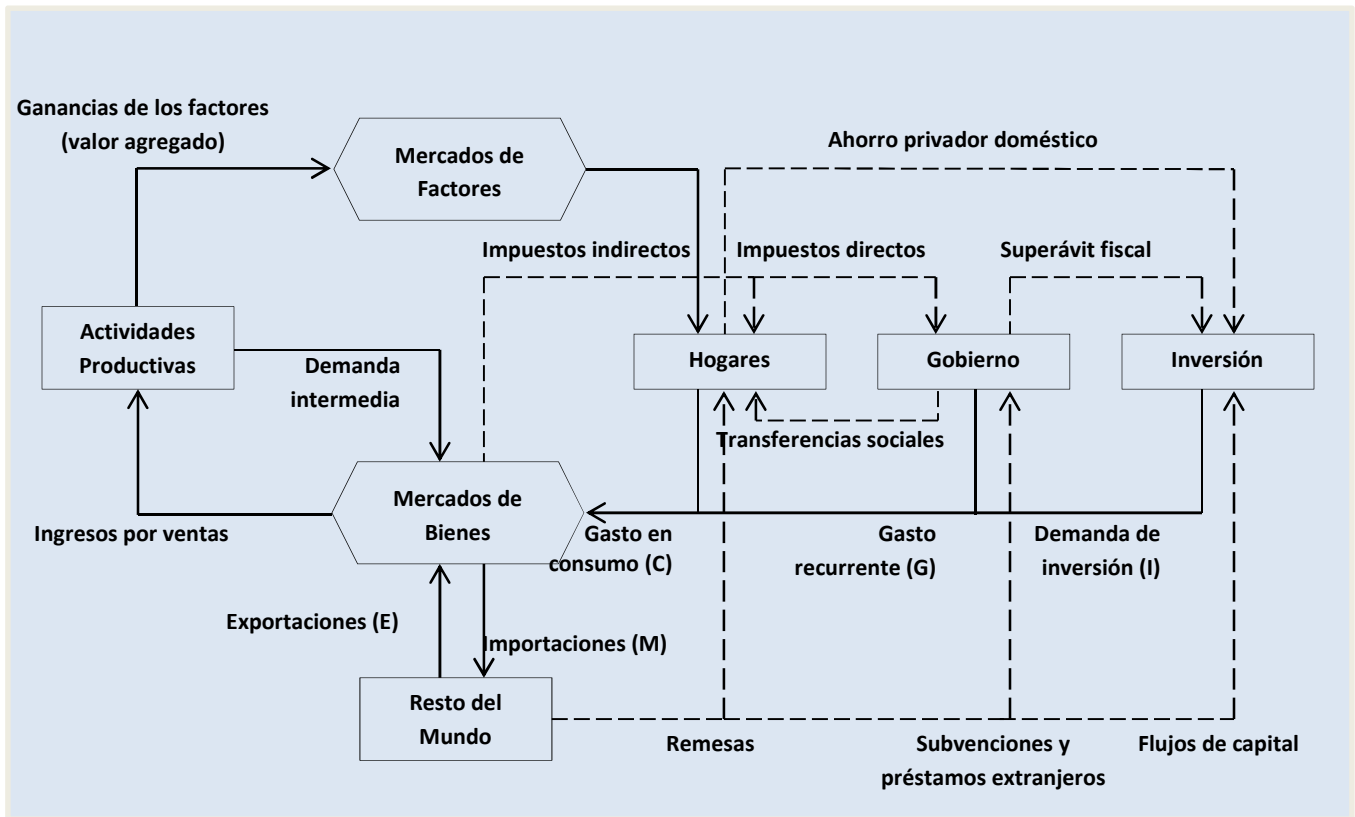 Ganancias de los factores
(valor agregado)
Mercados de
Factores
Ahorro privador doméstico
Impuestos indirectos
Impuestos directos
Superávit fiscal
Actividades
Productivas
Demanda
intermedia
Hogares
Gobierno
Inversión
Transferencias sociales
Mercados de
Bienes
Ingresos por ventas
Gasto en
consumo (C)
Gasto
recurrente (G)
Demanda de
inversión (I)
Exportaciones (E)
Importaciones (M)
Resto del
Mundo
Remesas
Subvenciones y
préstamos extranjeros
Flujos de capital